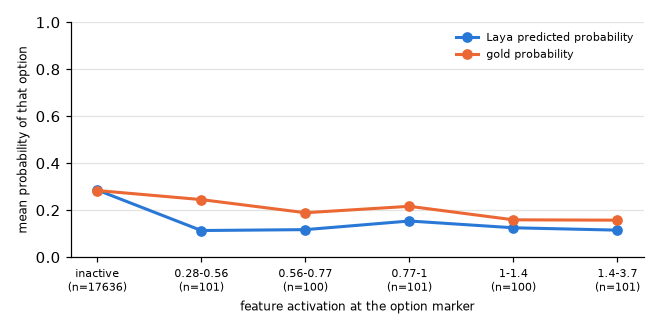 1.0
0.8
0.6
0.4
0.2
0.0
mean probability of that option
Laya predicted probability
gold probability
inactive
(n=17636)
0.28-0.56
(n=101)
0.56-0.77
(n=100)
0.77-1
(n=101)
1-1.4
(n=100)
1.4-3.7
(n=101)
feature activation at the option marker